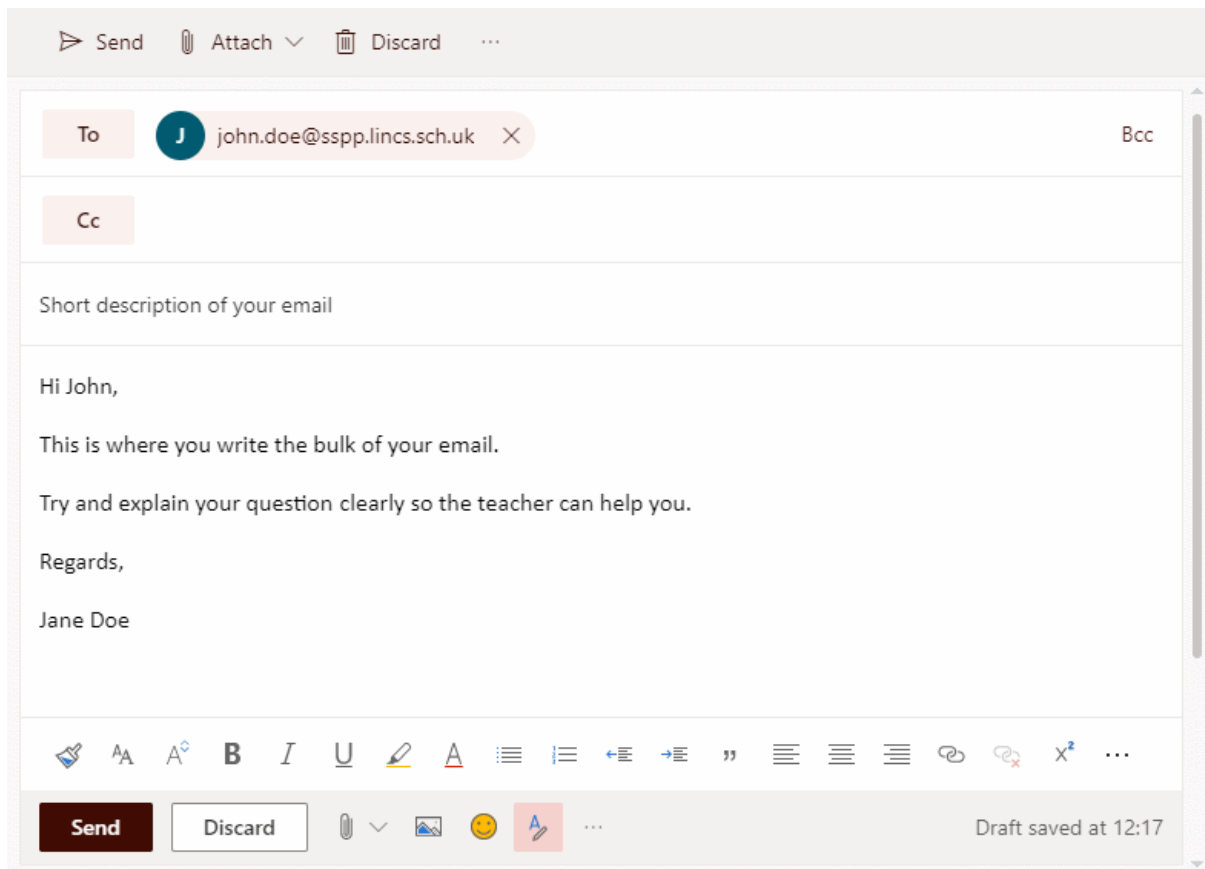 Send Attach Discard ...
To J john.doe@sspp.lincs.sch.uk Bcc
Cc
Short description of your email
Hi John,
This is where you write the bulk of your email.
Try and explain your question clearly so the teacher can help you.
Regards,
Jane Doe
AA A B I U A ” X² ...
Send Discard A ... Draft saved at 12:17